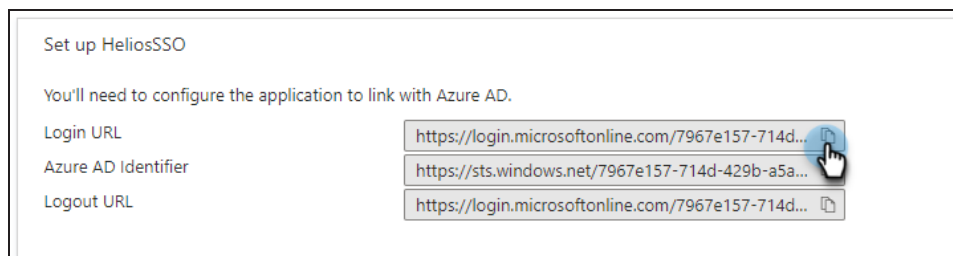 Set up HeliosSSO
You'll need to configure the application to link with Azure AD.
Login URL https://login.microsoftonline.com/7967e157-714d...
Azure AD Identifier https://sts.windows.net/7967e157-714d-429b-a5a...
Logout URL https://login.microsoftonline.com/7967e157-714d...